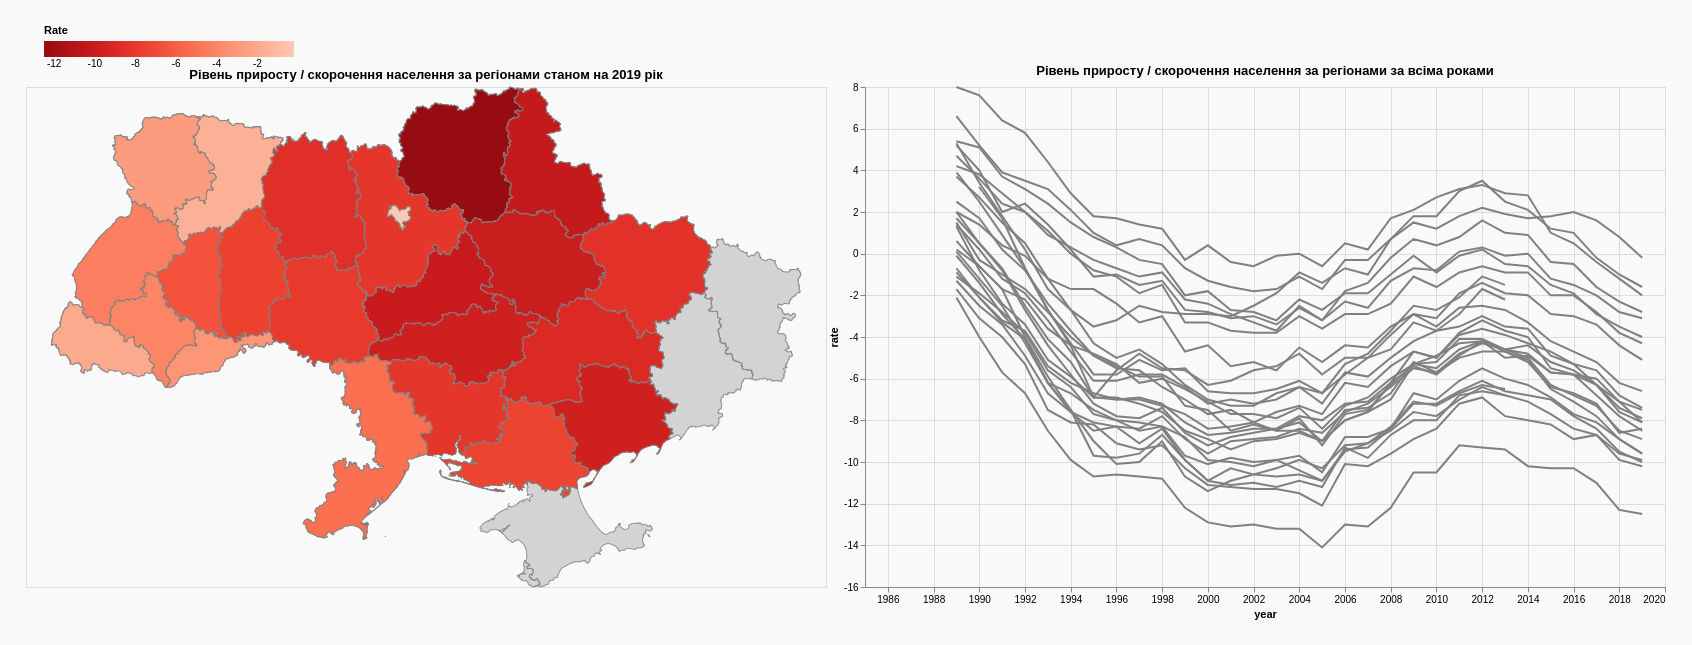 Rate
-12 -10 -8 -6 -4 -2
Рівень приросту / скорочення населення за регіонами станом на 2019 рік
Рівень приросту / скорочення населення за регіонами за всіма роками
8
6
4
2
0
-2
-4
-6
-8
-10
-12
-14
-16
rate
1986 1988 1990 1992 1994 1996 1998 2000 2002 2004 2006 2008 2010 2012 2014 2016 2018 2020
year